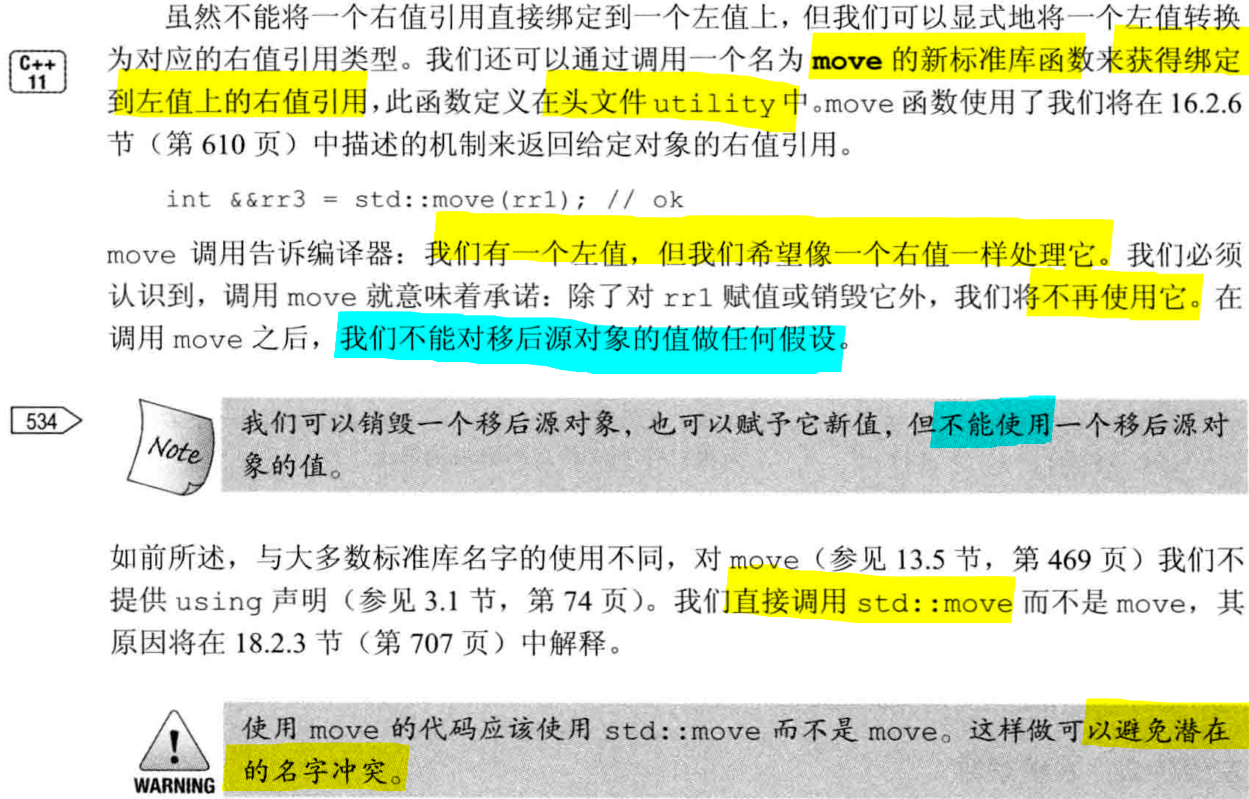 虽然不能将一个右值引用直接绑定到一个左值上，但我们可以显式地将一个左值转换
C++
11
为对应的右值引用类型。我们还可以通过调用一个名为 move 的新标准库函数来获得绑定
到左值上的右值引用，此函数定义在头文件 utility 中。move 函数使用了我们将在 16.2.6
节（第 610 页）中描述的机制来返回给定对象的右值引用。
int &&rr3 = std::move(rr1); // ok
move 调用告诉编译器：我们有一个左值，但我们希望像一个右值一样处理它。我们必须
认识到，调用 move 就意味着承诺：除了对 rr1 赋值或销毁它外，我们将不再使用它。在
调用 move 之后，我们不能对移后源对象的值做任何假设。
534
Note
我们可以销毁一个移后源对象，也可以赋予它新值，但不能使用一个移后源对
象的值。
如前所述，与大多数标准库名字的使用不同，对 move（参见 13.5 节，第 469 页）我们不
提供 using 声明（参见 3.1 节，第 74 页）。我们直接调用 std::move 而不是 move，其
原因将在 18.2.3 节（第 707 页）中解释。
WARNING
使用 move 的代码应该使用 std::move 而不是 move。这样做可以避免潜在
的名字冲突。